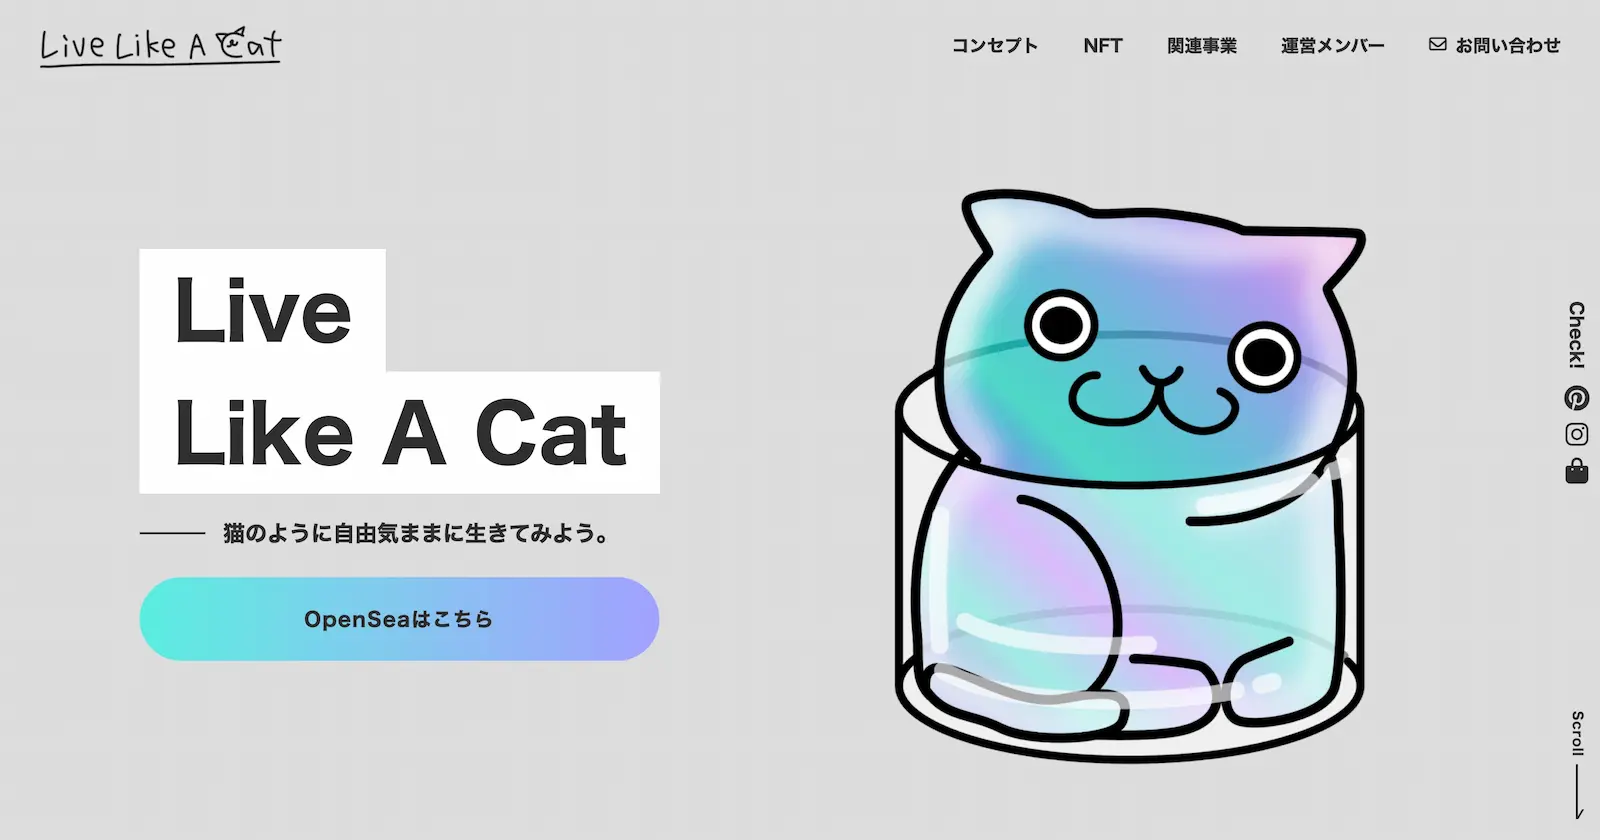 Live Like A Cat
コンセプト
NFT
関連事業
運営メンバー
お問い合わせ
Live
Like A Cat
猫のように自由気ままに生きてみよう。
OpenSeaはこちら
Check!
Scroll